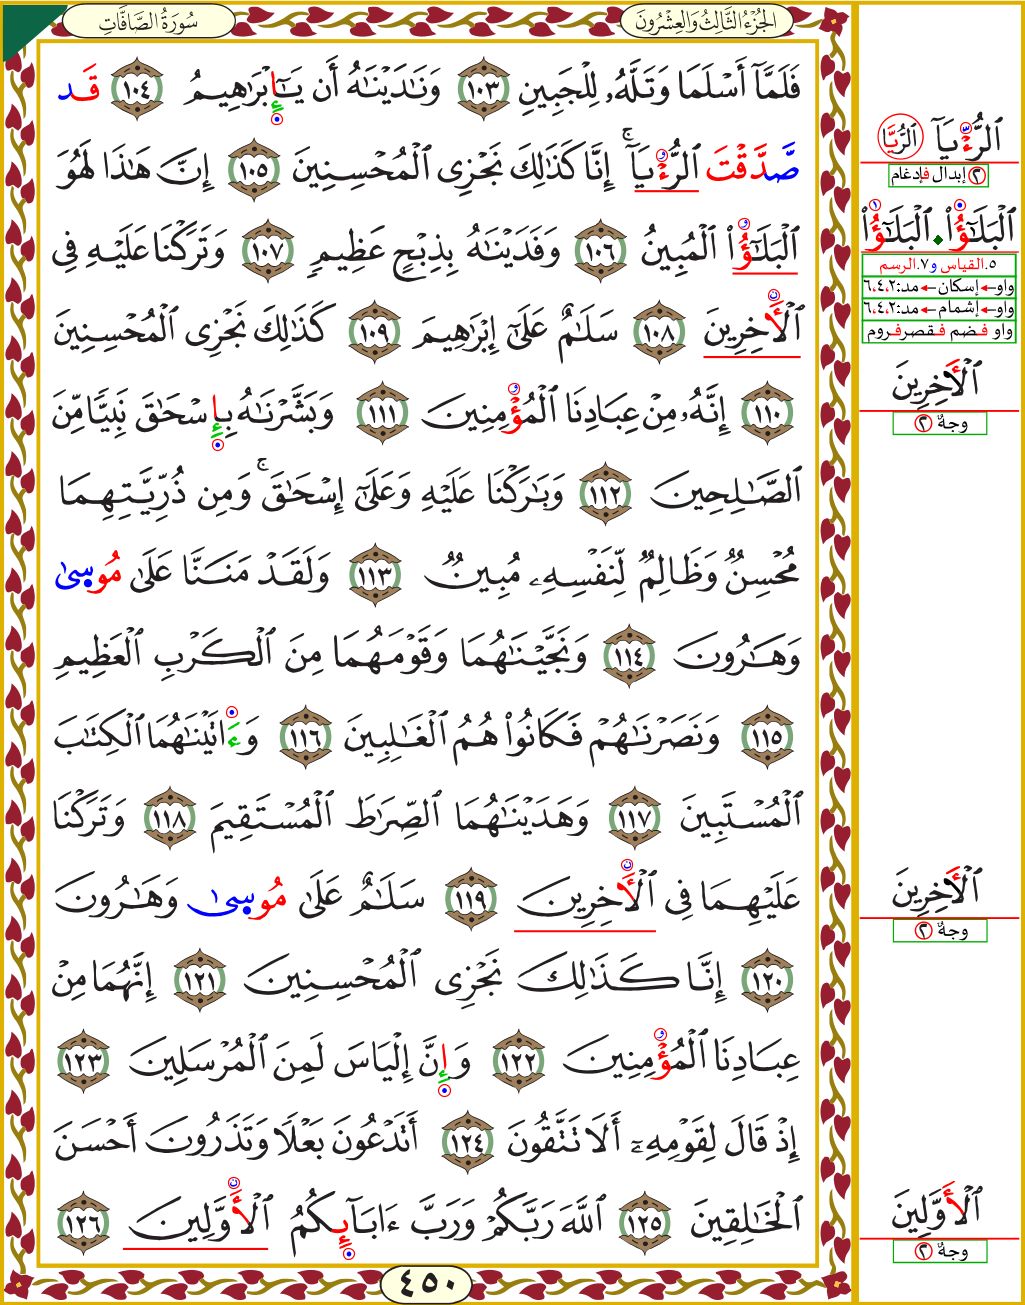 سُورَةُ الصَّافَّاتِ
الجُزْءُ الثَّالِثُ وَالعِشْرُونَ
فَلَمَّآ أَسْلَمَا وَتَلَّهُۥ لِلْجَبِينِ ١٠٣ وَنَٰدَيْنَٰهُ أَن يَٰٓإِبْرَٰهِيمُ ١٠٤ قَدْ
صَّدَّقْتَ ٱلرُّءْيَآ ۚ إِنَّا كَذَٰلِكَ نَجْزِى ٱلْمُحْسِنِينَ ١٠٥ إِنَّ هَٰذَا لَهُوَ
ٱلْبَلَٰٓؤُا۟ ٱلْمُبِينُ ١٠٦ وَفَدَيْنَٰهُ بِذِبْحٍ عَظِيمٍ ١٠٧ وَتَرَكْنَا عَلَيْهِ فِى
ٱلْأَخِرِينَ ١٠٨ سَلَٰمٌ عَلَىٰٓ إِبْرَٰهِيمَ ١٠٩ كَذَٰلِكَ نَجْزِى ٱلْمُحْسِنِينَ
١١٠ إِنَّهُۥ مِنْ عِبَادِنَا ٱلْمُؤْمِنِينَ ١١١ وَبَشَّرْنَٰهُ بِإِسْحَٰقَ نَبِيًّا مِّنَ
ٱلصَّٰلِحِينَ ١١٢ وَبَٰرَكْنَا عَلَيْهِ وَعَلَىٰٓ إِسْحَٰقَ ۚ وَمِن ذُرِّيَّتِهِمَا
مُحْسِنٌ وَظَالِمٌ لِّنَفْسِهِۦ مُبِينٌ ١١٣ وَلَقَدْ مَنَنَّا عَلَىٰ مُوسِىٰ
وَهَٰرُونَ ١١٤ وَنَجَّيْنَٰهُمَا وَقَوْمَهُمَا مِنَ ٱلْكَرْبِ ٱلْعَظِيمِ
١١٥ وَنَصَرْنَٰهُمْ فَكَانُوا۟ هُمُ ٱلْغَٰلِبِينَ ١١٦ وَءَاتَيْنَٰهُمَا ٱلْكِتَٰبَ
ٱلْمُسْتَبِينَ ١١٧ وَهَدَيْنَٰهُمَا ٱلصِّرَٰطَ ٱلْمُسْتَقِيمَ ١١٨ وَتَرَكْنَا
عَلَيْهِمَا فِى ٱلْأَخِرِينَ ١١٩ سَلَٰمٌ عَلَىٰ مُوسِىٰ وَهَٰرُونَ
١٢٠ إِنَّا كَذَٰلِكَ نَجْزِى ٱلْمُحْسِنِينَ ١٢١ إِنَّهُمَا مِنْ
عِبَادِنَا ٱلْمُؤْمِنِينَ ١٢٢ وَإِنَّ إِلْيَاسَ لَمِنَ ٱلْمُرْسَلِينَ ١٢٣
إِذْ قَالَ لِقَوْمِهِۦٓ أَلَا تَتَّقُونَ ١٢٤ أَتَدْعُونَ بَعْلًا وَتَذَرُونَ أَحْسَنَ
ٱلْخَٰلِقِينَ ١٢٥ ٱللَّهَ رَبَّكُمْ وَرَبَّ ءَابَآئِكُمُ ٱلْأَوَّلِينَ ١٢٦
٤٥٠
ٱلرُّءْيَآ ٱلرُّيَّا
٢ إبدال فإدغام
ٱلْبَلَٰٓؤُا۟ . ٱلْبَلَٰٓؤُا۟
٥.القياس و٧.الرسم
واو←إسكان←مد:٦،٤،٢
واو←إشمام←مد:٦،٤،٢
واو فضم فقصر فروم
ٱلْأَخِرِينَ
٢ وجهٌ
ٱلْأَخِرِينَ
٢ وجهٌ
ٱلْأَوَّلِينَ
٢ وجهٌ